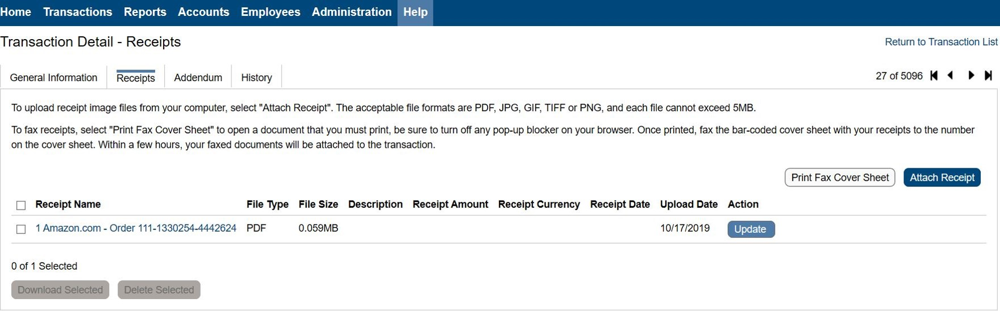 Home Transactions Reports Accounts Employees Administration Help
Transaction Detail - Receipts
Return to Transaction List
General Information Receipts Addendum History
27 of 5096
To upload receipt image files from your computer, select "Attach Receipt". The acceptable file formats are PDF, JPG, GIF, TIFF or PNG, and each file cannot exceed 5MB.
To fax receipts, select "Print Fax Cover Sheet" to open a document that you must print, be sure to turn off any pop-up blocker on your browser. Once printed, fax the bar-coded cover sheet with your receipts to the number
on the cover sheet. Within a few hours, your faxed documents will be attached to the transaction.
Print Fax Cover Sheet Attach Receipt
Receipt Name File Type File Size Description Receipt Amount Receipt Currency Receipt Date Upload Date Action
1 Amazon.com - Order 111-1330254-4442624 PDF 0.059MB 10/17/2019 Update
0 of 1 Selected
Download Selected Delete Selected